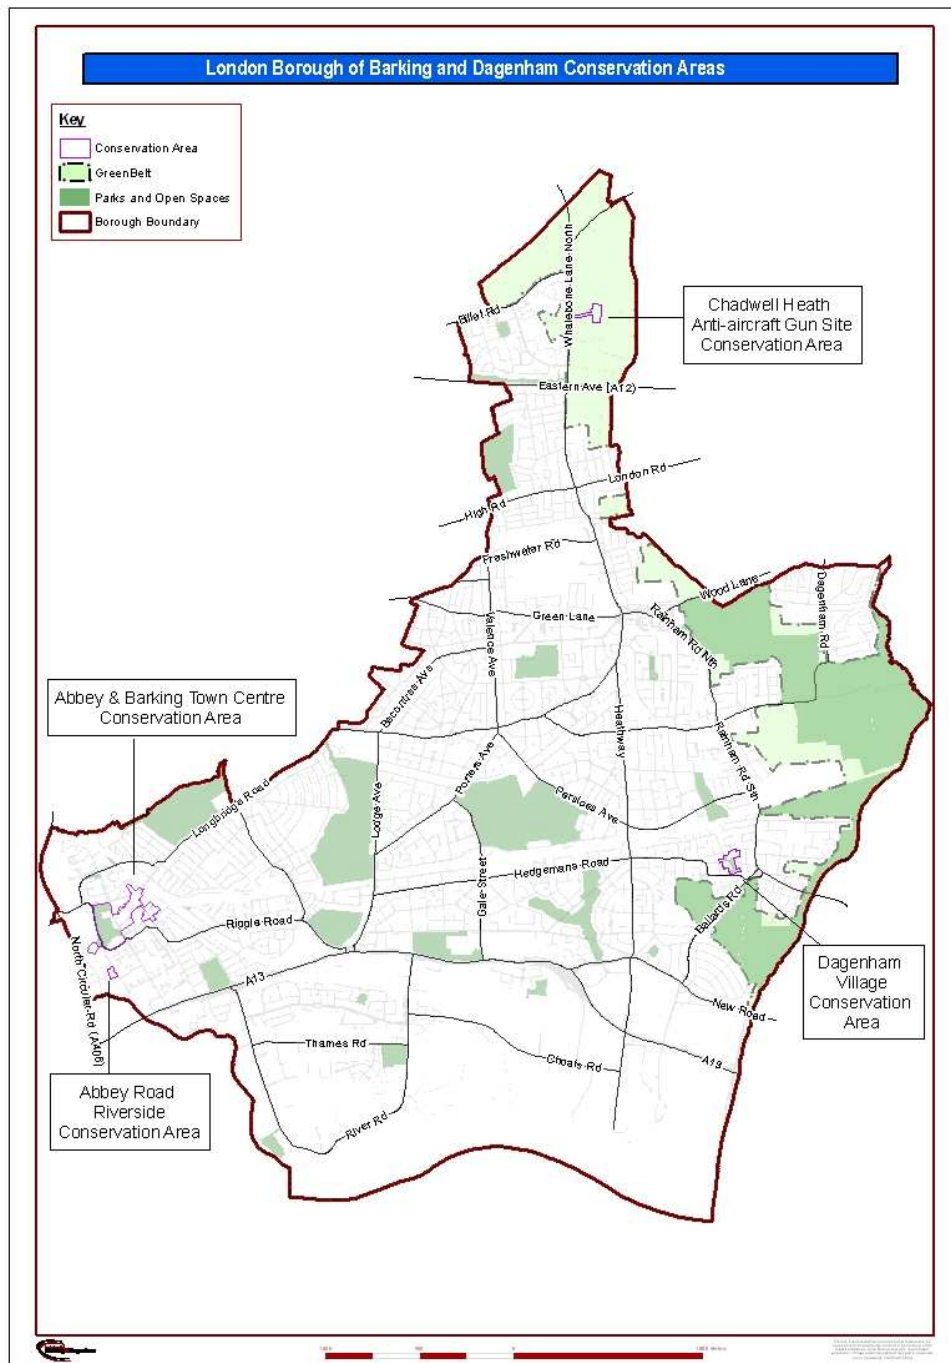 London Borough of Barking and Dagenham Conservation Areas
Key
Conservation Area
GreenBelt
Parks and Open Spaces
Borough Boundary
Whalebone Lane North
Billet Rd
Chadwell Heath
Anti-aircraft Gun Site
Conservation Area
Eastern Ave (A12)
London Rd
High Rd
Freshwater Rd
Wood Lane
Dagenham Rd
Green Lane
Rainham Rd Nth
Valence Ave
Becontree Ave
Abbey & Barking Town Centre
Conservation Area
Heathway
Rainham Rd Sth
Porters Ave
Lodge Ave
Longbridge Road
Parsloes Ave
Hedgemans Road
Gale Street
Ballards Rd
Ripple Road
North Circular Rd (A406)
A13
Dagenham
Village
Conservation
Area
New Road
Thames Rd
Choats Rd
A13
Abbey Road
Riverside
Conservation Area
River Rd